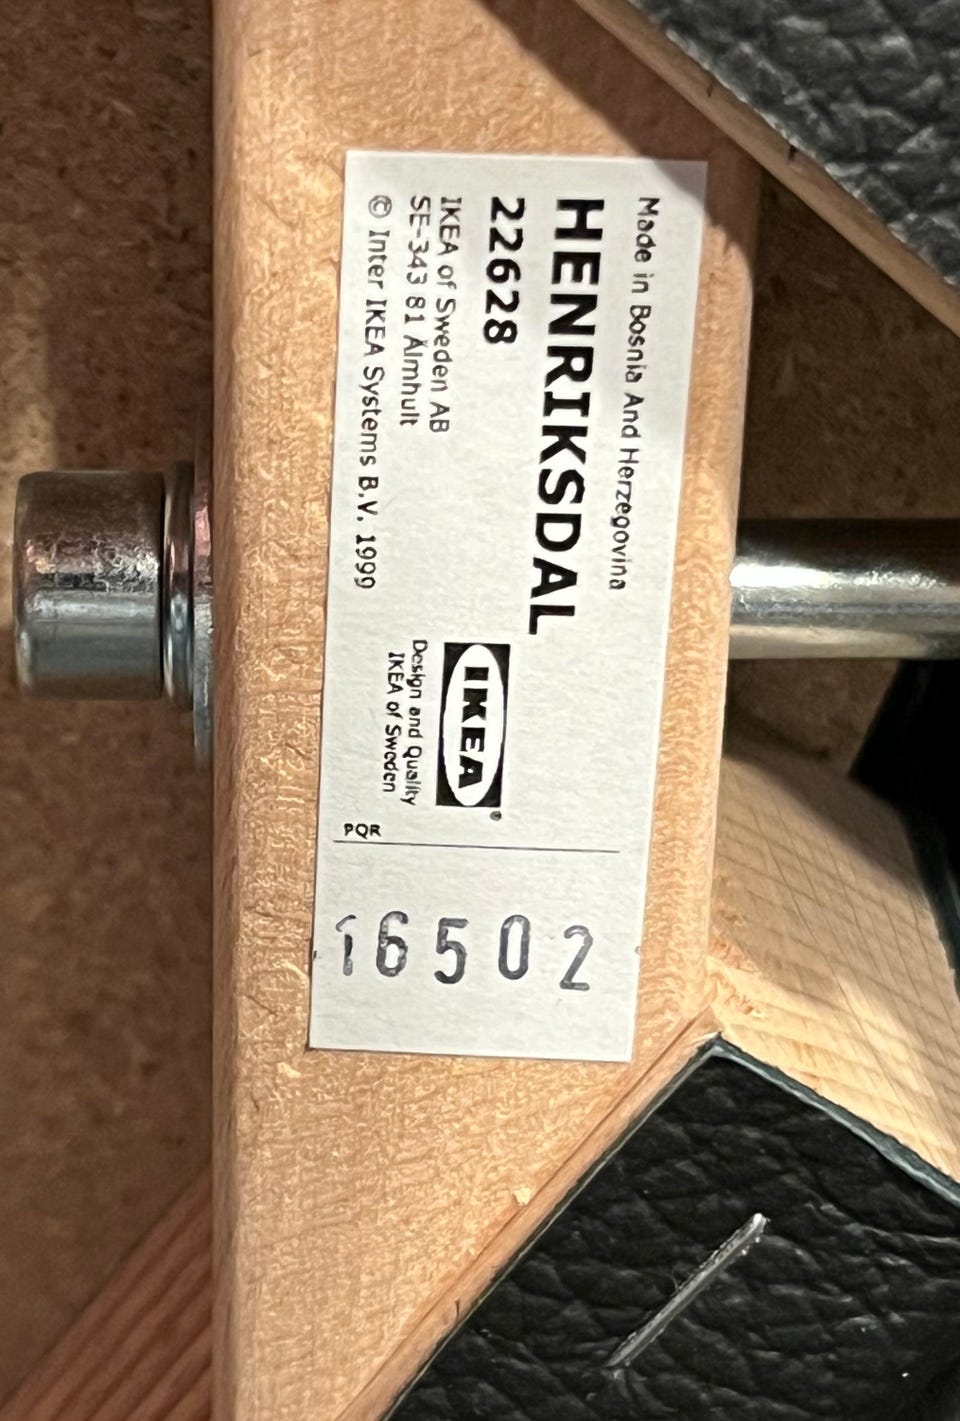 Made in Bosnia And Herzegovina
HENRIKSDAL
22628
IKEA of Sweden AB
SE-343 81 Älmhult
© Inter IKEA Systems B.V. 1999
IKEA®
Design and Quality
IKEA of Sweden
PQR
16502